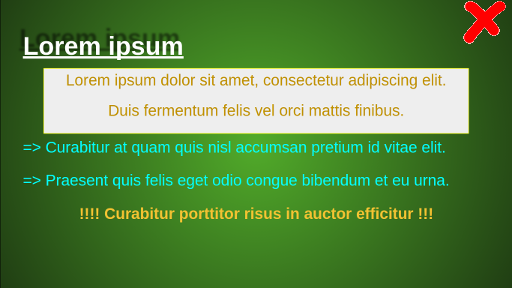 Lorem ipsum
Lorem ipsum dolor sit amet, consectetur adipiscing elit.
Duis fermentum felis vel orci mattis finibus.
=> Curabitur at quam quis nisl accumsan pretium id vitae elit.
=> Praesent quis felis eget odio congue bibendum et eu urna.
!!!! Curabitur porttitor risus in auctor efficitur !!!